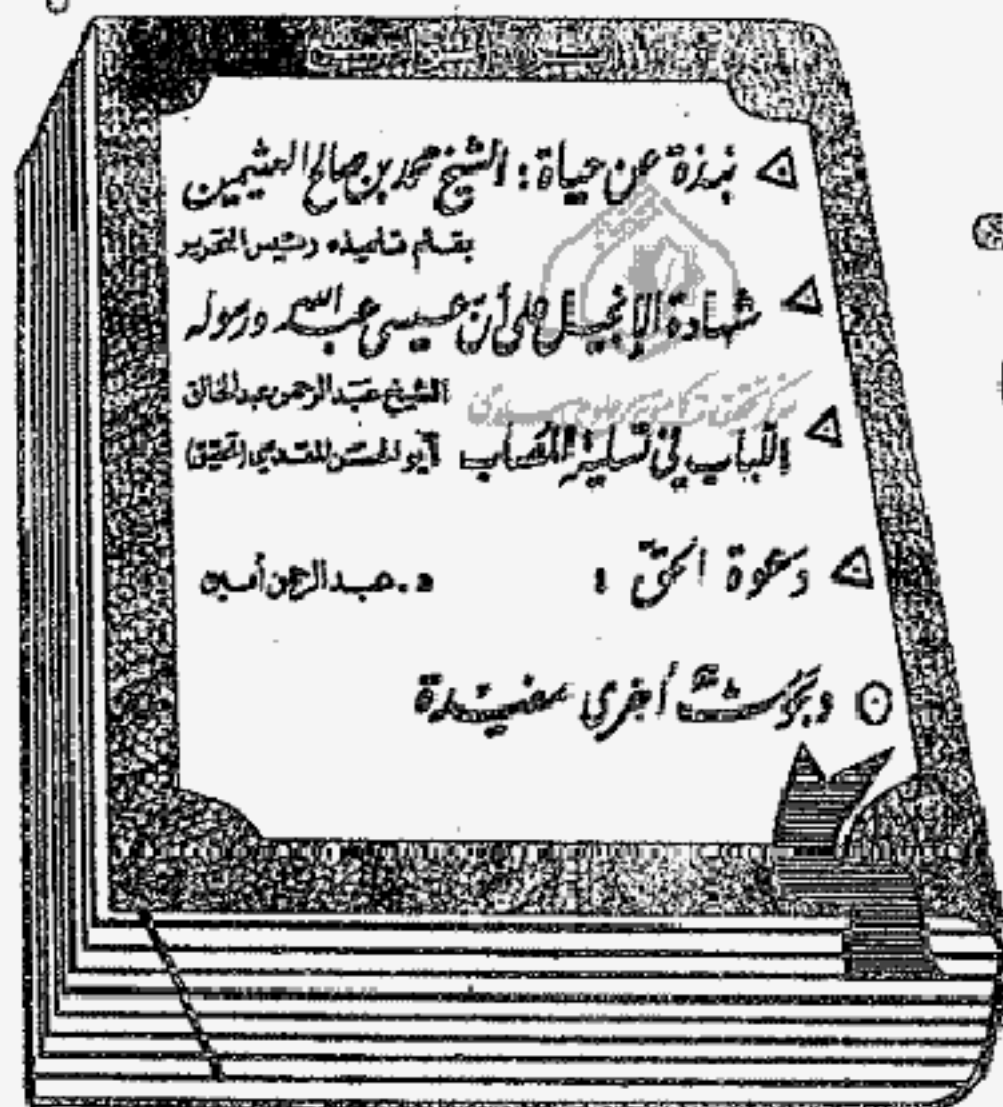 نبذة عن حياة: الشيخ محمد بن صالح العثيمين
بقلم تلميذه رئيس التحرير
شهادة الإنجيل على أن عيسى عبد الله ورسوله
الشيخ عبد الرحمن عبد الخالق
اللباب في تسلية المصاب أبو الحسن المقدسي (تحقيق)
دعوة الحق: د. عبد الرحمن أمين
وبحوث أخرى مفيدة